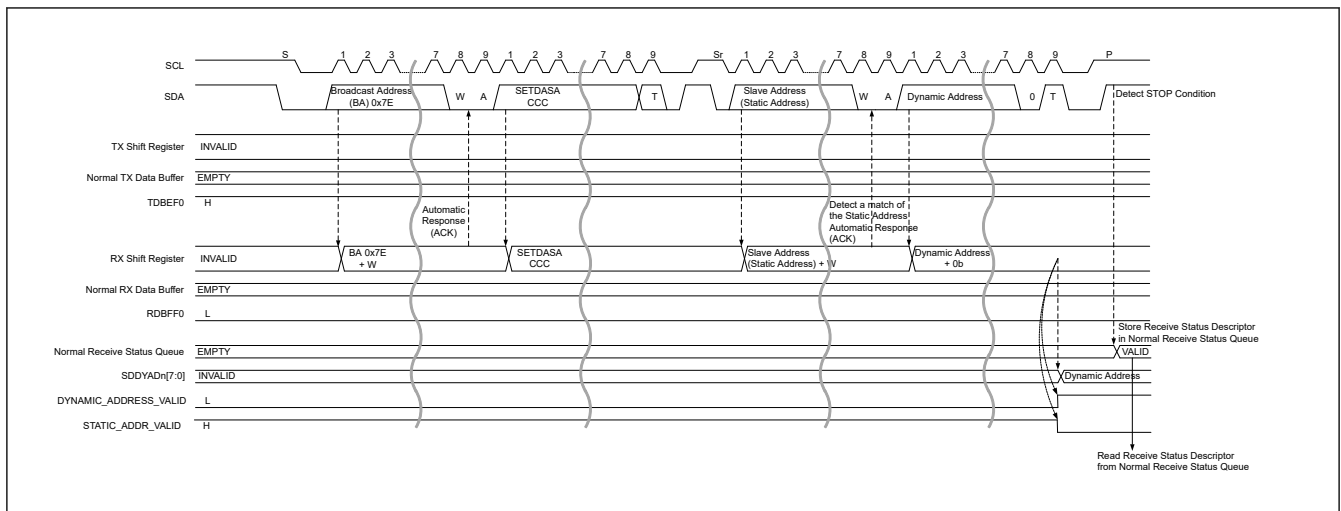 S 1 2 3 7 8 9 1 2 3 7 8 9 Sr 1 2 3 7 8 9 1 2 3 7 8 9 P
SCL
SDA
Broadcast Address
(BA) 0x7E
W A
SETDASA
CCC
T
Slave Address
(Static Address)
W A
Dynamic Address
0 T
Detect STOP Condition
TX Shift Register INVALID
Normal TX Data Buffer EMPTY
TDBEF0 H
Automatic
Response
(ACK)
Detect a match of
the Static Address
Automatic Response
(ACK)
RX Shift Register INVALID
BA 0x7E
+ W
SETDASA
CCC
Slave Address
(Static Address) + W
Dynamic Address
+ 0b
Normal RX Data Buffer EMPTY
RDBFF0 L
Store Receive Status Descriptor
in Normal Receive Status Queue
Normal Receive Status Queue EMPTY VALID
SDDYADn[7:0] INVALID Dynamic Address
DYNAMIC_ADDRESS_VALID L
STATIC_ADDR_VALID H
Read Receive Status Descriptor
from Normal Receive Status Queue